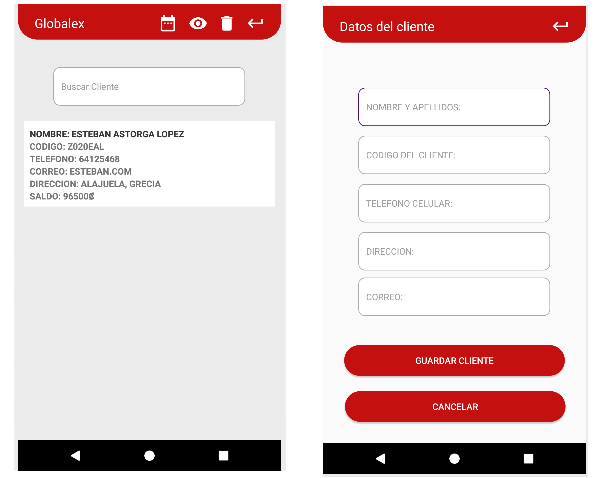 Globalex
Buscar Cliente
NOMBRE: ESTEBAN ASTORGA LOPEZ
CODIGO: Z020EAL
TELEFONO: 64125468
CORREO: ESTEBAN.COM
DIRECCION: ALAJUELA, GRECIA
SALDO: 96500₡
Datos del cliente
NOMBRE Y APELLIDOS:
CODIGO DEL CLIENTE:
TELEFONO CELULAR:
DIRECCION:
CORREO:
GUARDAR CLIENTE
CANCELAR